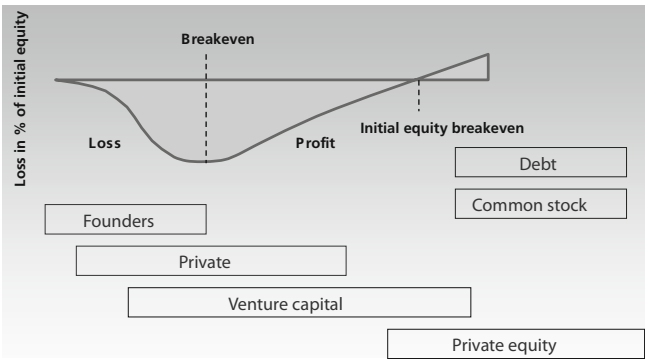 Loss in % of initial equity
Breakeven
Loss
Profit
Initial equity breakeven
Debt
Common stock
Founders
Private
Venture capital
Private equity